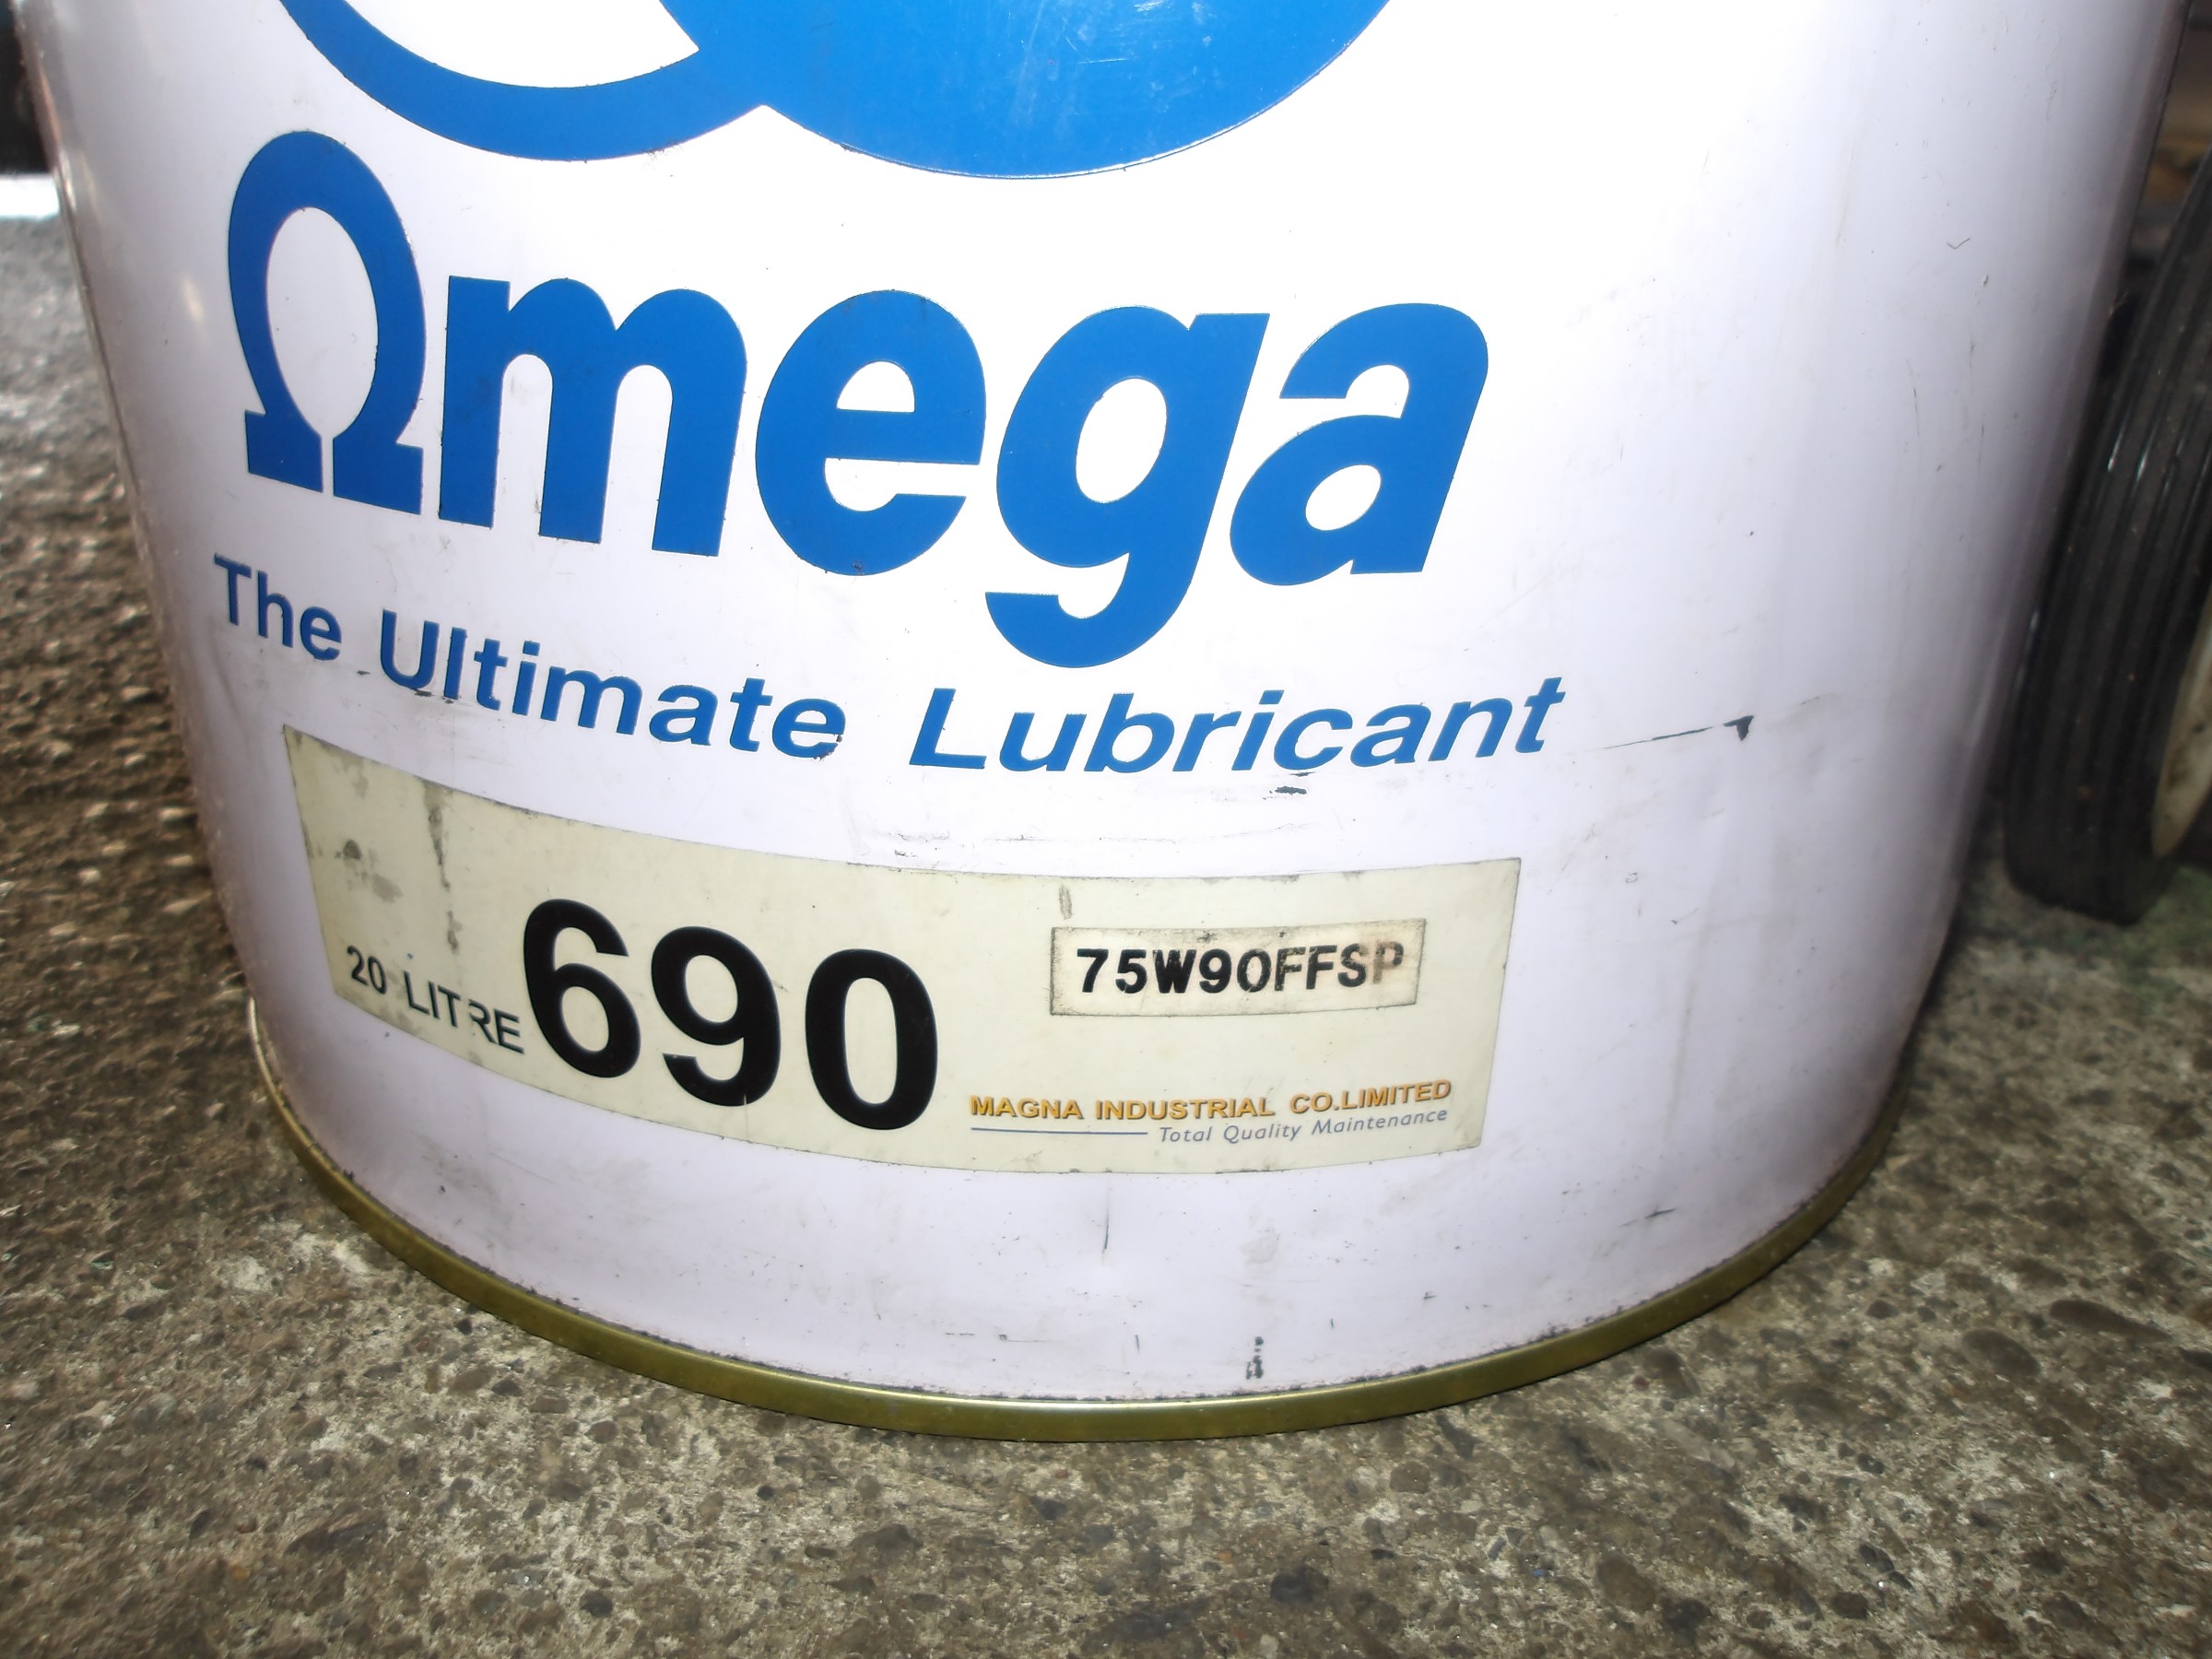 Ωmega
The Ultimate Lubricant
20 LITRE 690 75W90FFSP
MAGNA INDUSTRIAL CO.LIMITED
Total Quality Maintenance